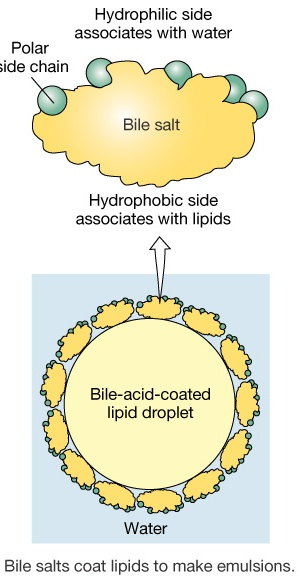 Hydrophilic side
associates with water
Polar
side chain
Bile salt
Hydrophobic side
associates with lipids
Bile-acid-coated
lipid droplet
Water
Bile salts coat lipids to make emulsions.